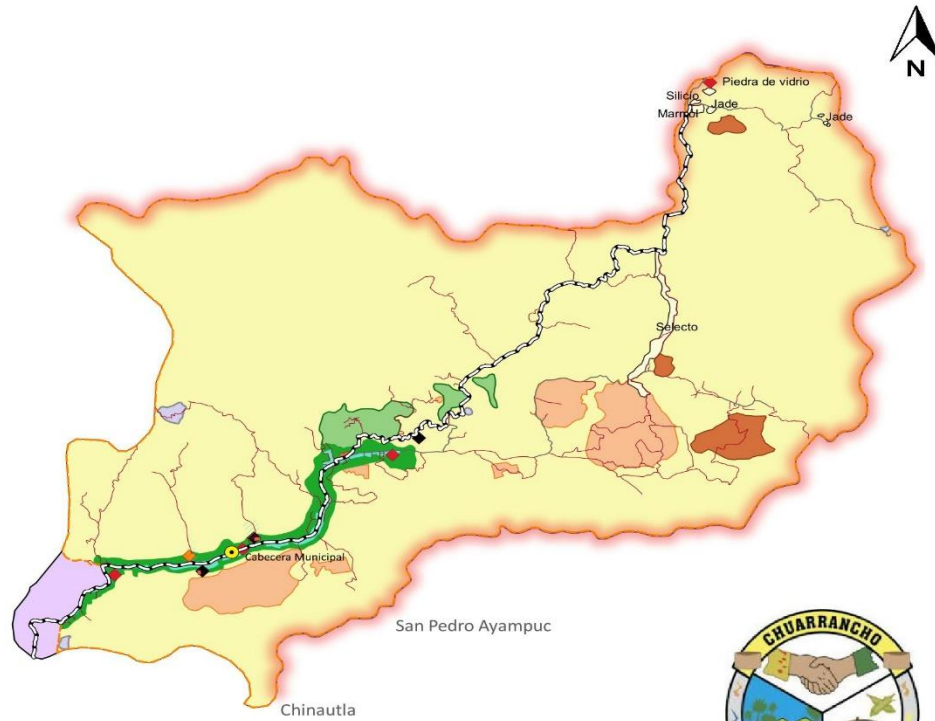 N
Piedra de vidrio
Silicio
Jade
Marmol
Jade
Selecto
Cabecera Municipal
San Pedro Ayampuc
Chinautla
CHUARRANCHO